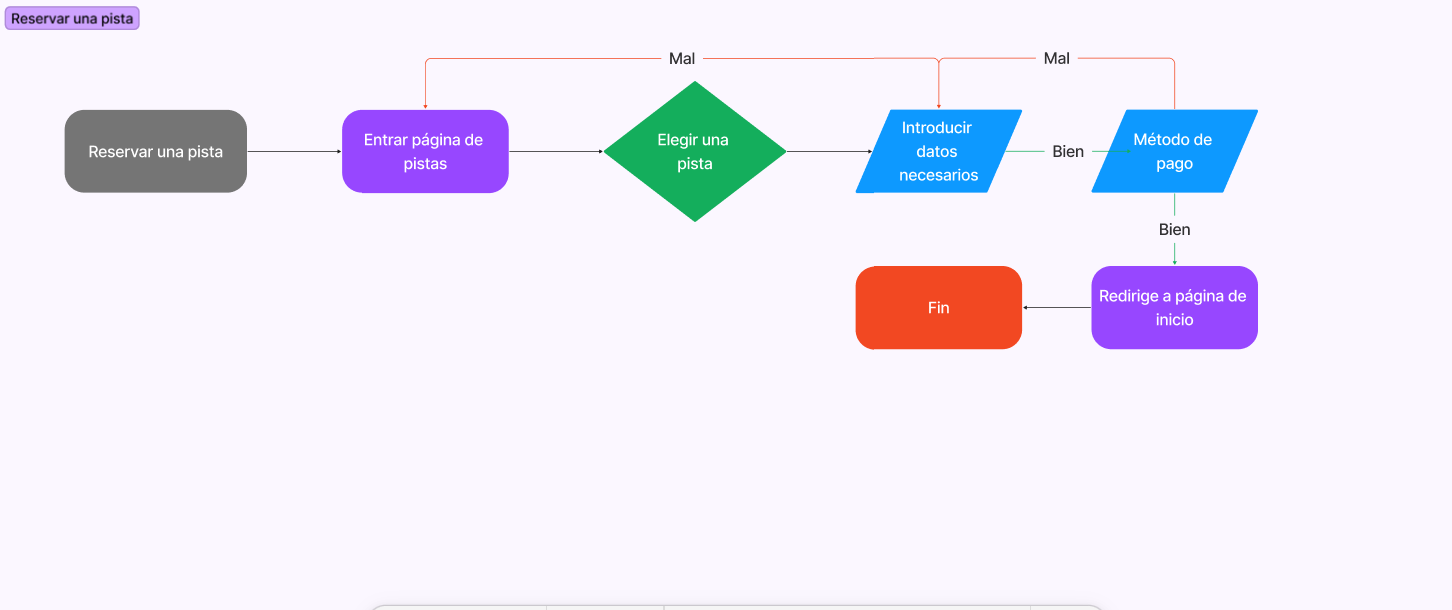 Reservar una pista
Mal
Mal
Reservar una pista
Entrar página de
pistas
Elegir una
pista
Introducir
datos
necesarios
Bien
Método de
pago
Bien
Fin
Redirige a página de
inicio